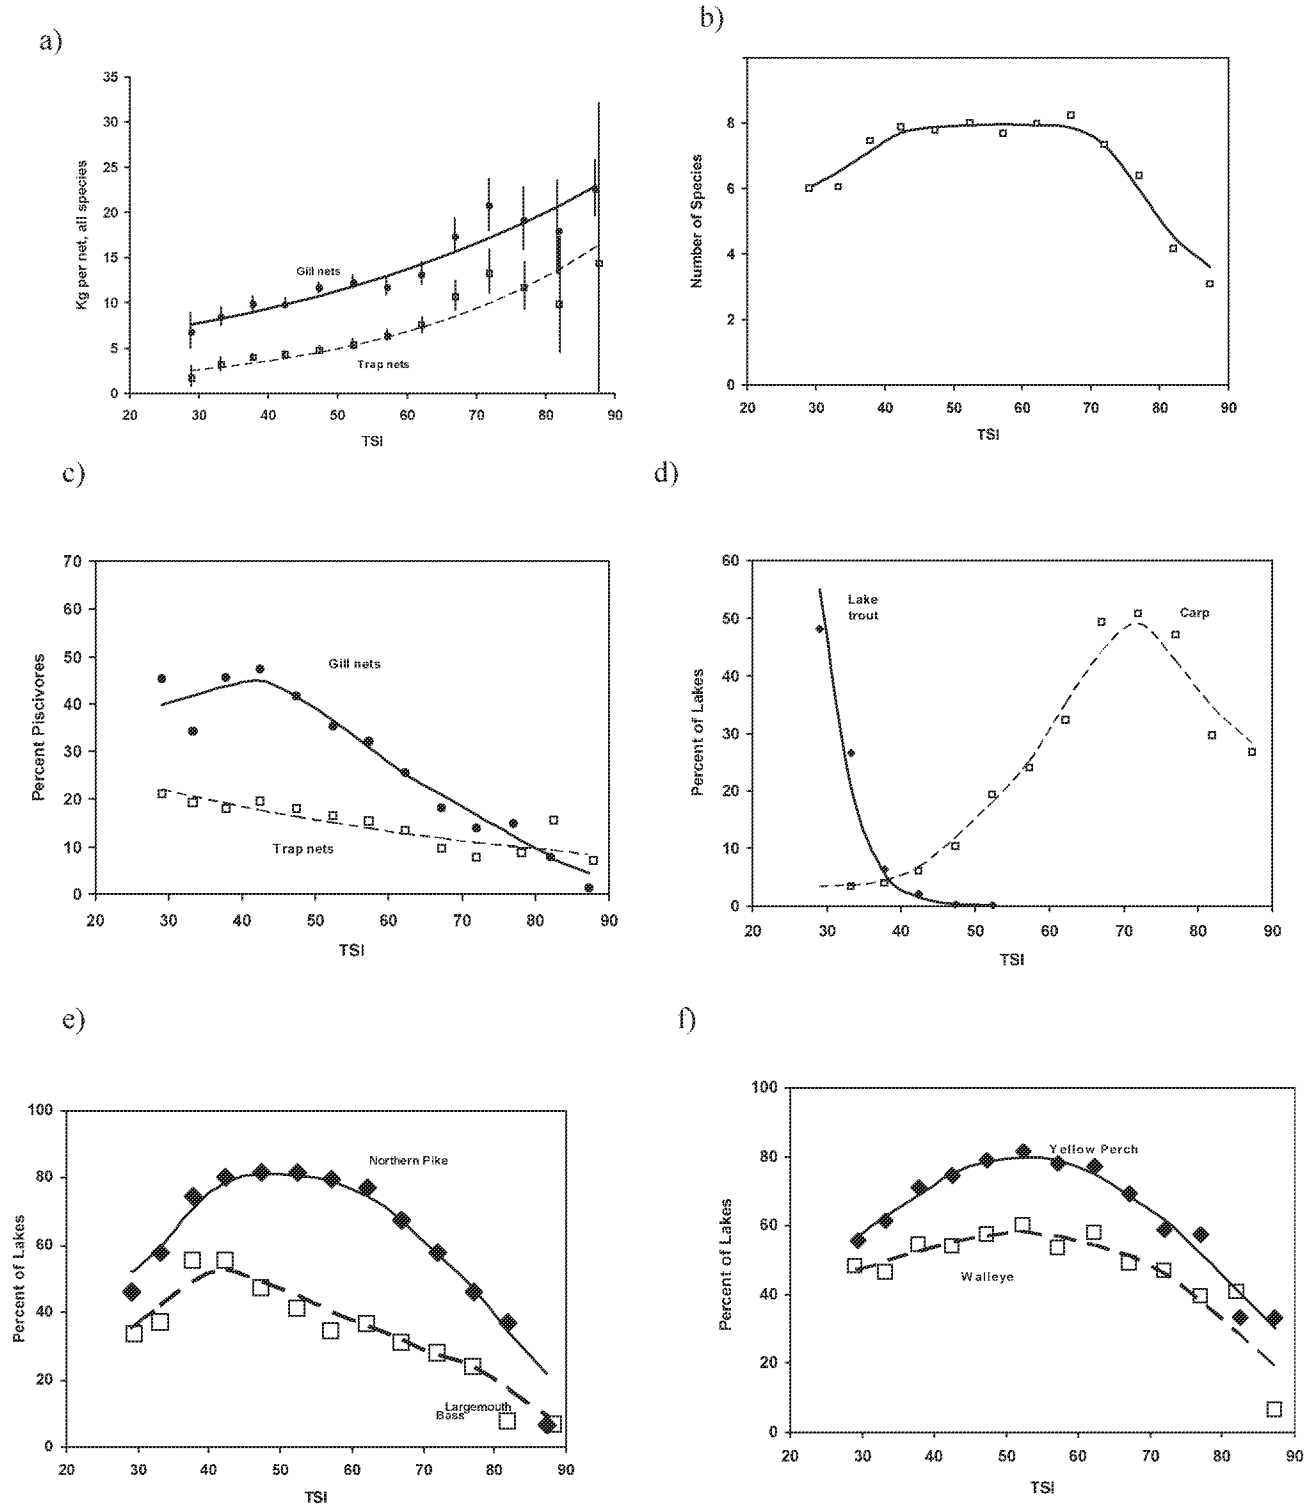 a)
35
30
25
20
15
10
5
0
Kg per net, all species
Gill nets
Trap nets
20 30 40 50 60 70 80 90
TSI
b)
8
6
4
2
0
Number of Species
20 30 40 50 60 70 80 90
TSI
c)
70
60
50
40
30
20
10
0
Percent Piscivores
Gill nets
Trap nets
20 30 40 50 60 70 80 90
TSI
d)
60
50
40
30
20
10
0
Percent of Lakes
Lake
trout
Carp
20 30 40 50 60 70 80 90
TSI
e)
100
80
60
40
20
0
Percent of Lakes
Northern Pike
Largemouth
Bass
20 30 40 50 60 70 80 90
TSI
f)
100
80
60
40
20
0
Percent of Lakes
Yellow Perch
Walleye
20 30 40 50 60 70 80 90
TSI